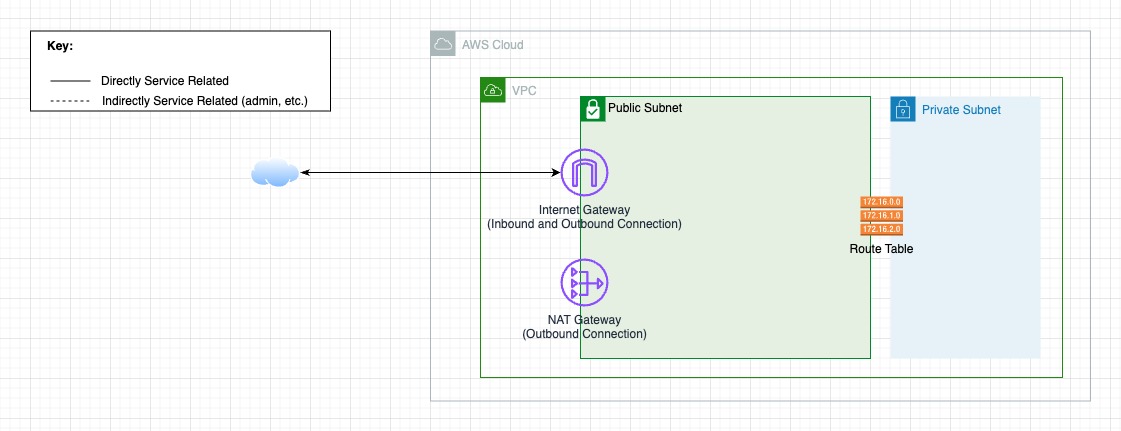 Key:
Directly Service Related
Indirectly Service Related (admin, etc.)
AWS Cloud
VPC
Public Subnet
Private Subnet
Internet Gateway
(Inbound and Outbound Connection)
172.16.0.0
172.16.1.0
172.16.2.0
Route Table
NAT Gateway
(Outbound Connection)